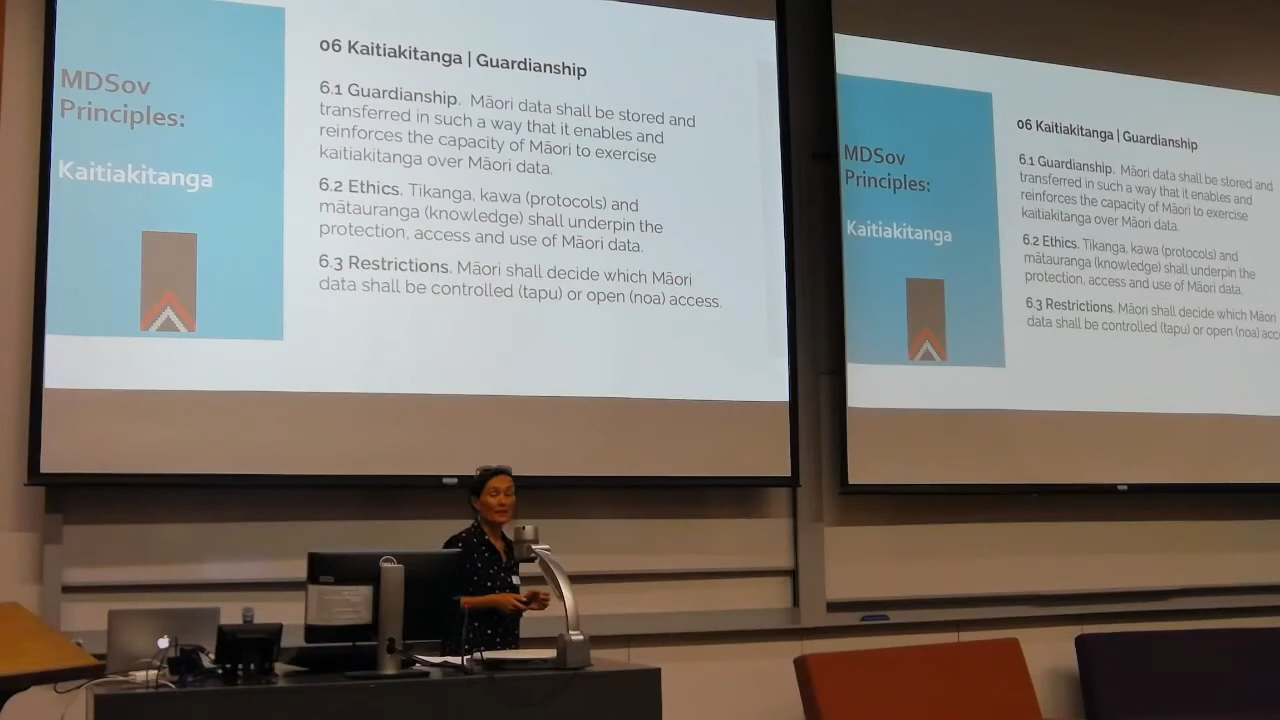 MDSov
Principles:
Kaitiakitanga
06 Kaitiakitanga | Guardianship
6.1 Guardianship. Māori data shall be stored and
transferred in such a way that it enables and
reinforces the capacity of Māori to exercise
kaitiakitanga over Māori data.
6.2 Ethics. Tikanga, kawa (protocols) and
mātauranga (knowledge) shall underpin the
protection, access and use of Māori data.
6.3 Restrictions. Māori shall decide which Māori
data shall be controlled (tapu) or open (noa) access.
MDSov
Principles:
Kaitiakitanga
06 Kaitiakitanga | Guardianship
6.1 Guardianship. Māori data shall be stored and
transferred in such a way that it enables and
reinforces the capacity of Māori to exercise
kaitiakitanga over Māori data.
6.2 Ethics. Tikanga, kawa (protocols) and
mātauranga (knowledge) shall underpin the
protection, access and use of Māori data.
6.3 Restrictions. Māori shall decide which Māori
data shall be controlled (tapu) or open (noa) acc